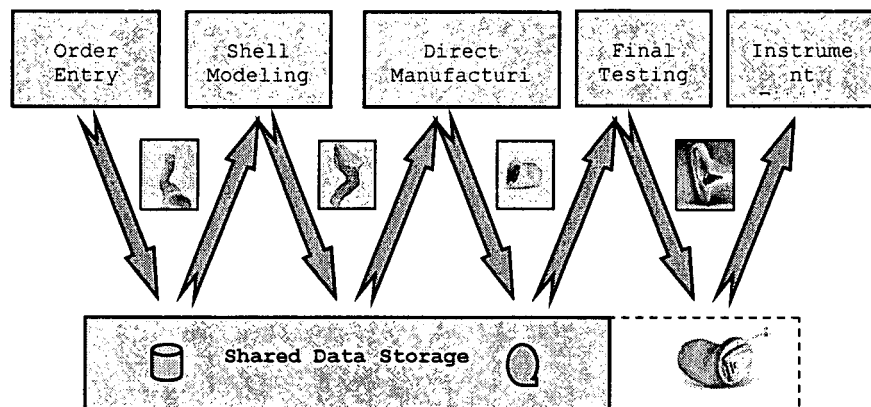 Order
Entry
Shell
Modeling
Direct
Manufacturi
Final
Testing
Instrume
nt
Shared Data Storage